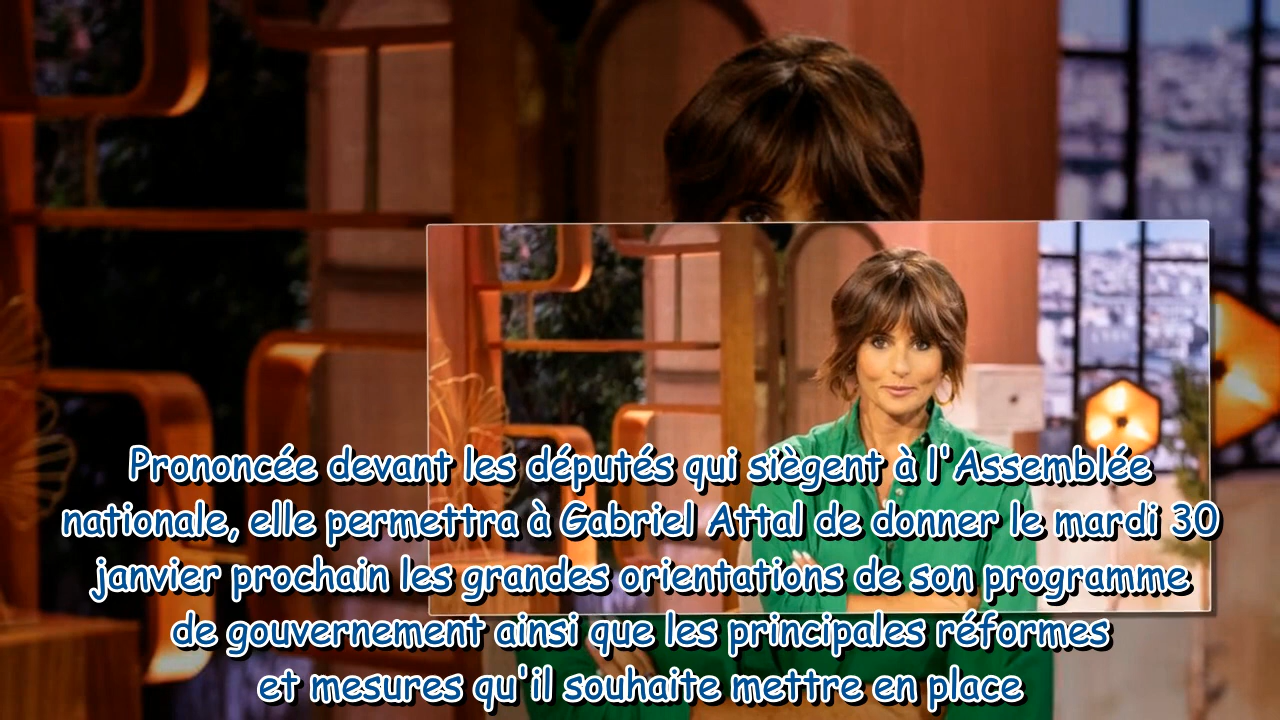 Prononcée devant les députés qui siègent à l'Assemblée
nationale, elle permettra à Gabriel Attal de donner le mardi 30
janvier prochain les grandes orientations de son programme
de gouvernement ainsi que les principales réformes
et mesures qu'il souhaite mettre en place